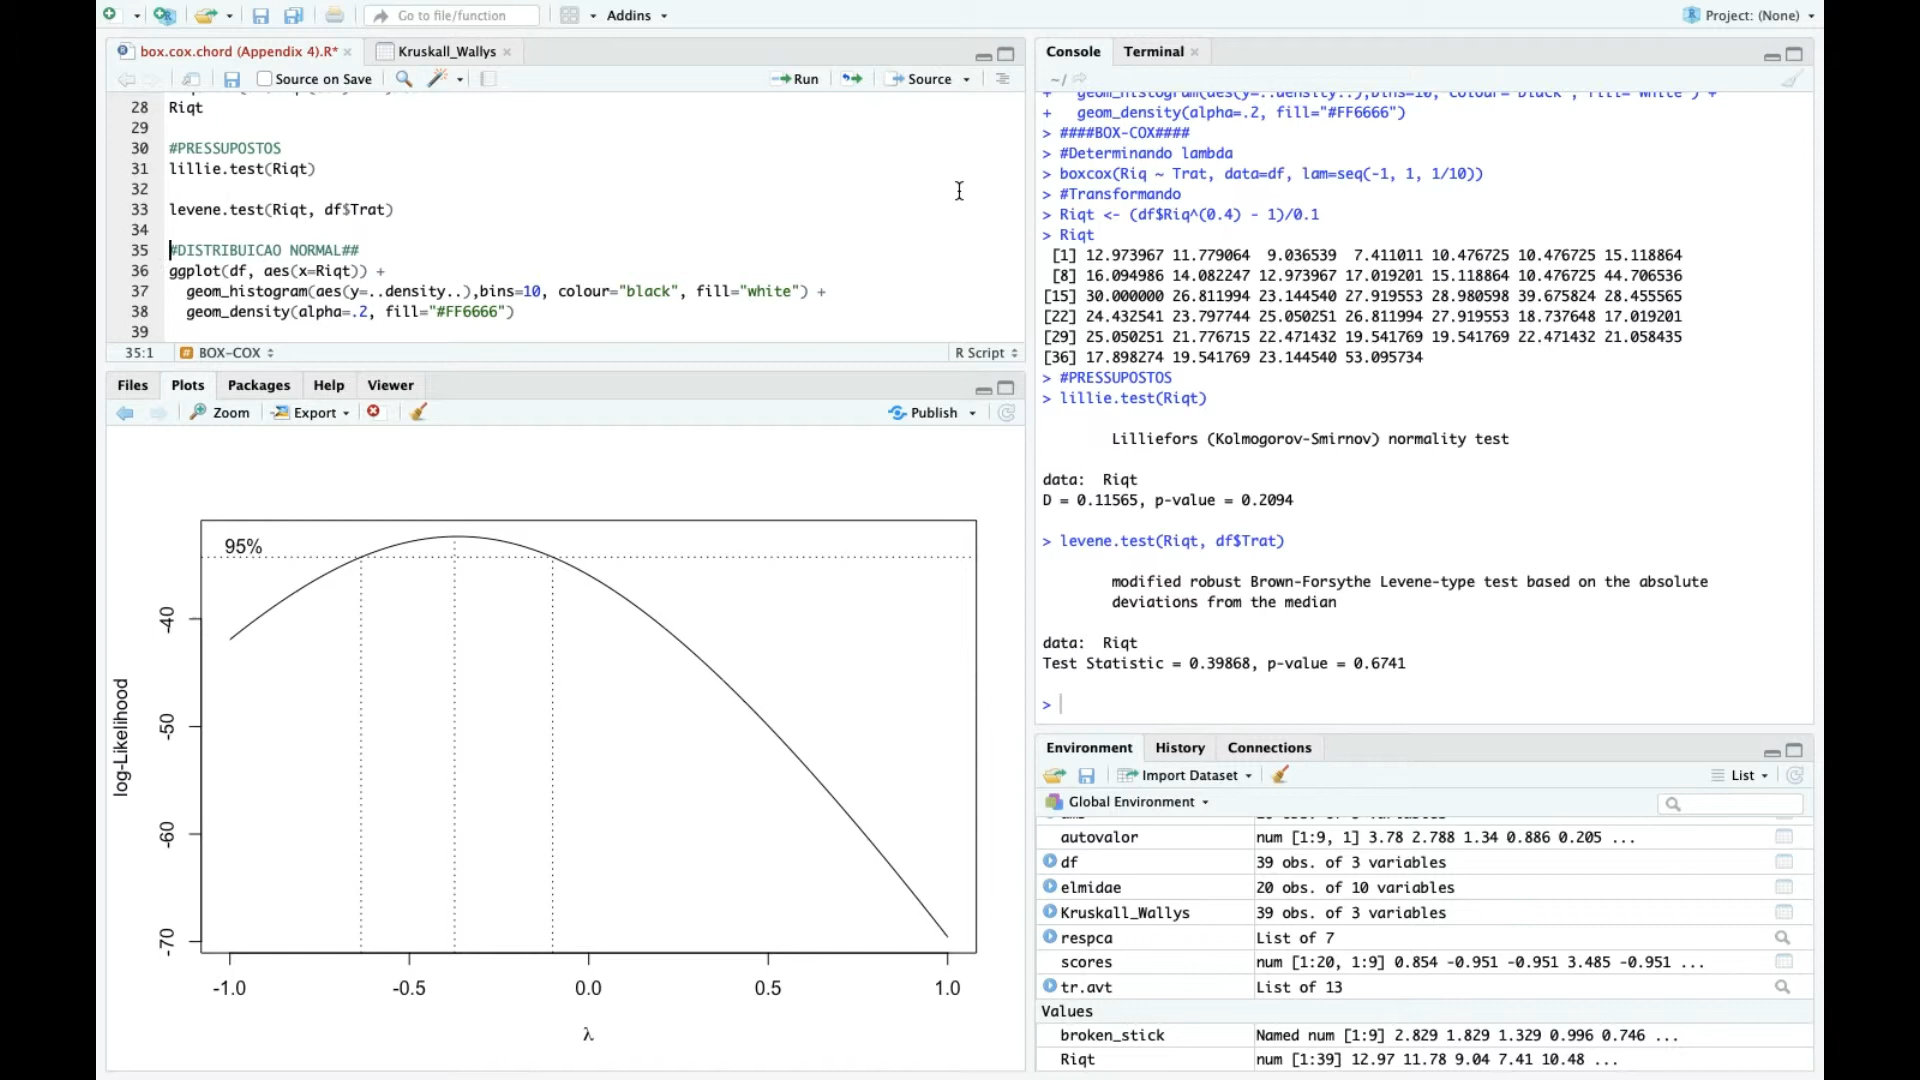 Go to file/function
Addins
Project: (None)
box.cox.chord (Appendix 4).R*
Kruskall_Wallys
Source on Save
Run
Source
28 Riqt
29
30 #PRESSUPOSTOS
31 lillie.test(Riqt)
32
33 levene.test(Riqt, df$Trat)
34
35 #DISTRIBUICAO NORMAL##
36 ggplot(df, aes(x=Riqt)) +
37 geom_histogram(aes(y=..density..),bins=10, colour="black", fill="white") +
38 geom_density(alpha=.2, fill="#FF6666")
39
35:1 # BOX-COX R Script
Files Plots Packages Help Viewer
Zoom Export Publish
95%
log-Likelihood
-40
-50
-60
-70
-1.0 -0.5 0.0 0.5 1.0
λ
Console Terminal
~/
+ geom_histogram(aes(y=..density..),bins=10, colour="black", fill="white") +
+ geom_density(alpha=.2, fill="#FF6666")
> ####BOX-COX####
> #Determinando lambda
> boxcox(Riq ~ Trat, data=df, lam=seq(-1, 1, 1/10))
> #Transformando
> Riqt <- (df$Riq^(0.4) - 1)/0.1
> Riqt
[1] 12.973967 11.779064 9.036539 7.411011 10.476725 10.476725 15.118864
[8] 16.094986 14.082247 12.973967 17.019201 15.118864 10.476725 44.706536
[15] 30.000000 26.811994 23.144540 27.919553 28.980598 39.675824 28.455565
[22] 24.432541 23.797744 25.050251 26.811994 27.919553 18.737648 17.019201
[29] 25.050251 21.776715 22.471432 19.541769 19.541769 22.471432 21.058435
[36] 17.898274 19.541769 23.144540 53.095734
> #PRESSUPOSTOS
> lillie.test(Riqt)
Lilliefors (Kolmogorov-Smirnov) normality test
data: Riqt
D = 0.11565, p-value = 0.2094
> levene.test(Riqt, df$Trat)
modified robust Brown-Forsythe Levene-type test based on the absolute
deviations from the median
data: Riqt
Test Statistic = 0.39868, p-value = 0.6741
>
Environment History Connections
Import Dataset List
Global Environment
autovalor num [1:9, 1] 3.78 2.788 1.34 0.886 0.205 ...
df 39 obs. of 3 variables
elmidae 20 obs. of 10 variables
Kruskall_Wallys 39 obs. of 3 variables
respca List of 7
scores num [1:20, 1:9] 0.854 -0.951 -0.951 3.485 -0.951 ...
tr.avt List of 13
Values
broken_stick Named num [1:9] 2.829 1.829 1.329 0.996 0.746 ...
Riqt num [1:39] 12.97 11.78 9.04 7.41 10.48 ...